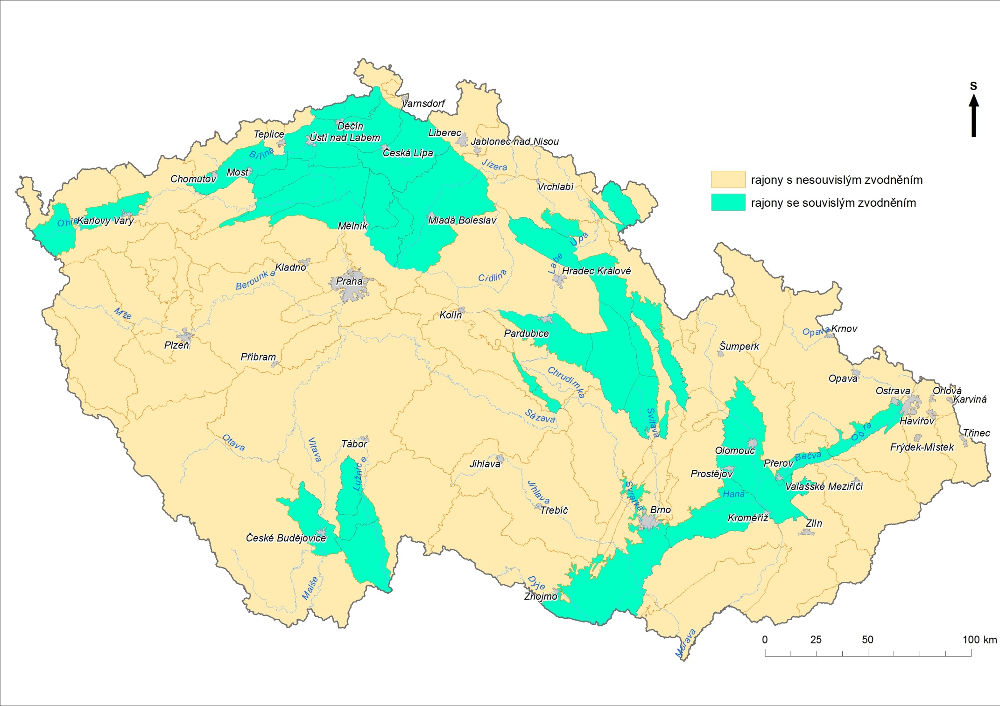 S
Varnsdorf
Děčín
Liberec
Teplice
Ústí nad Labem
Jablonec nad Nisou
Česká Lípa
Bílina
Jizera
Most
Chomutov
rajony s nesouvislým zvodněním
Vrchlabí
rajony se souvislým zvodněním
Ohře
Karlovy Vary
Mladá Boleslav
Mělník
Úpa
Labe
Kladno
Hradec Králové
Berounka
Cidlina
Praha
Mže
Kolín
Opava
Krnov
Pardubice
Plzeň
Šumperk
Příbram
Chrudimka
Opava
Ostrava
Orlová
Karviná
Sázava
Svitava
Havířov
Odra
Třinec
Otava
Vltava
Tábor
Frýdek-Místek
Olomouc
Bečva
Jihlava
Přerov
Lužnice
Prostějov
Valašské Meziříčí
Jihlava
Svratka
Haná
Třebíč
Brno
Kroměříž
Zlín
České Budějovice
Malše
Dyje
Znojmo
Morava
0 25 50 100 km